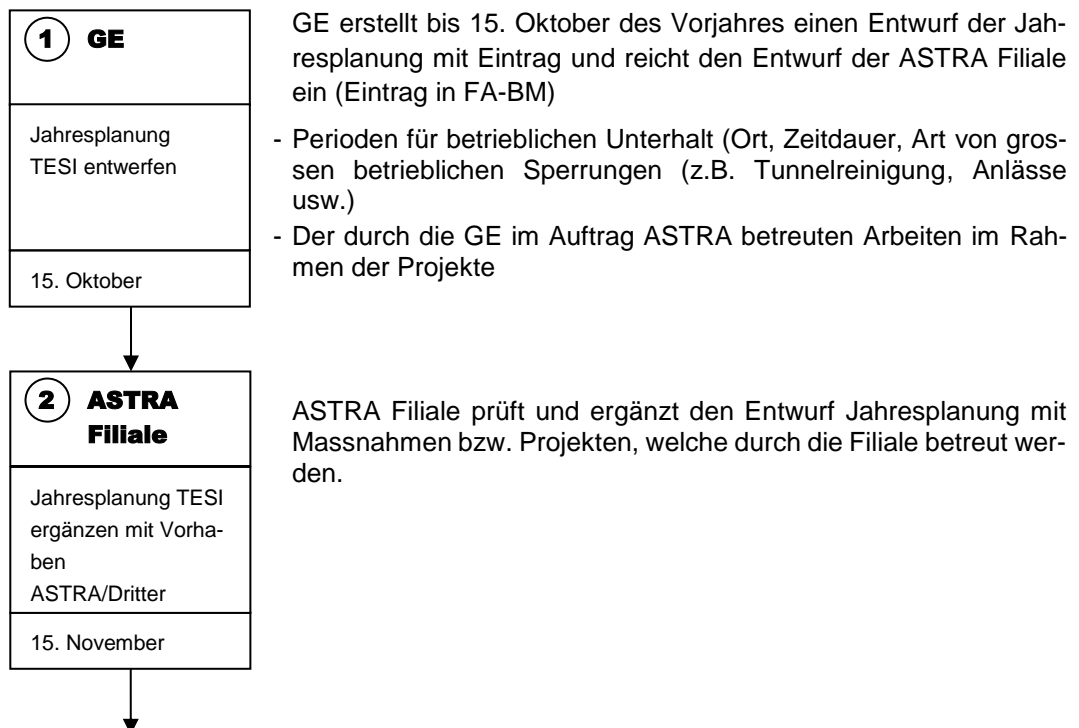 1 GE
Jahresplanung
TESI entwerfen
15. Oktober
GE erstellt bis 15. Oktober des Vorjahres einen Entwurf der Jah-
resplanung mit Eintrag und reicht den Entwurf der ASTRA Filiale
ein (Eintrag in FA-BM)
- Perioden für betrieblichen Unterhalt (Ort, Zeitdauer, Art von gros-
sen betrieblichen Sperrungen (z.B. Tunnelreinigung, Anlässe
usw.)
- Der durch die GE im Auftrag ASTRA betreuten Arbeiten im Rah-
men der Projekte
2 ASTRA
Filiale
Jahresplanung TESI
ergänzen mit Vorha-
ben
ASTRA/Dritter
15. November
ASTRA Filiale prüft und ergänzt den Entwurf Jahresplanung mit
Massnahmen bzw. Projekten, welche durch die Filiale betreut wer-
den.